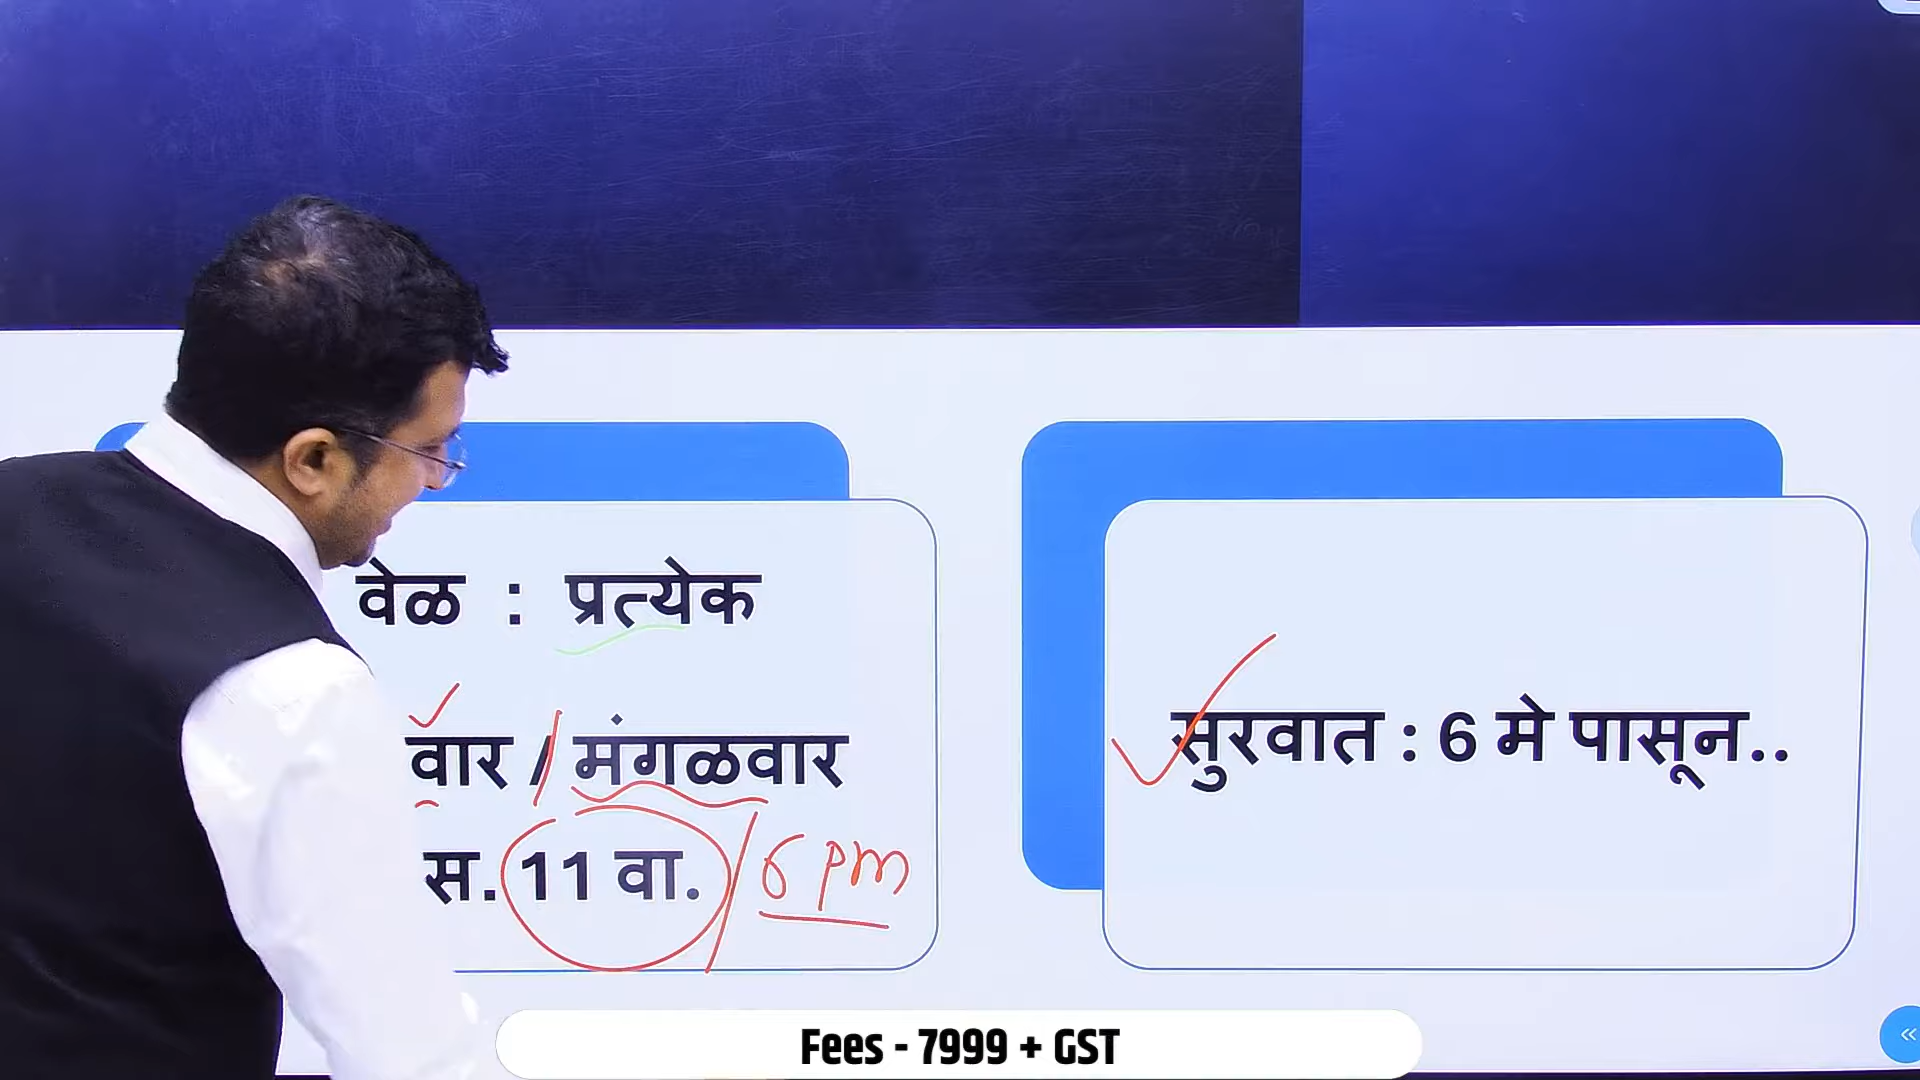 वेळ : प्रत्येक
वार / मंगळवार
स. 11 वा. / 6 pm
सुरवात : 6 मे पासून..
Fees - 7999 + GST